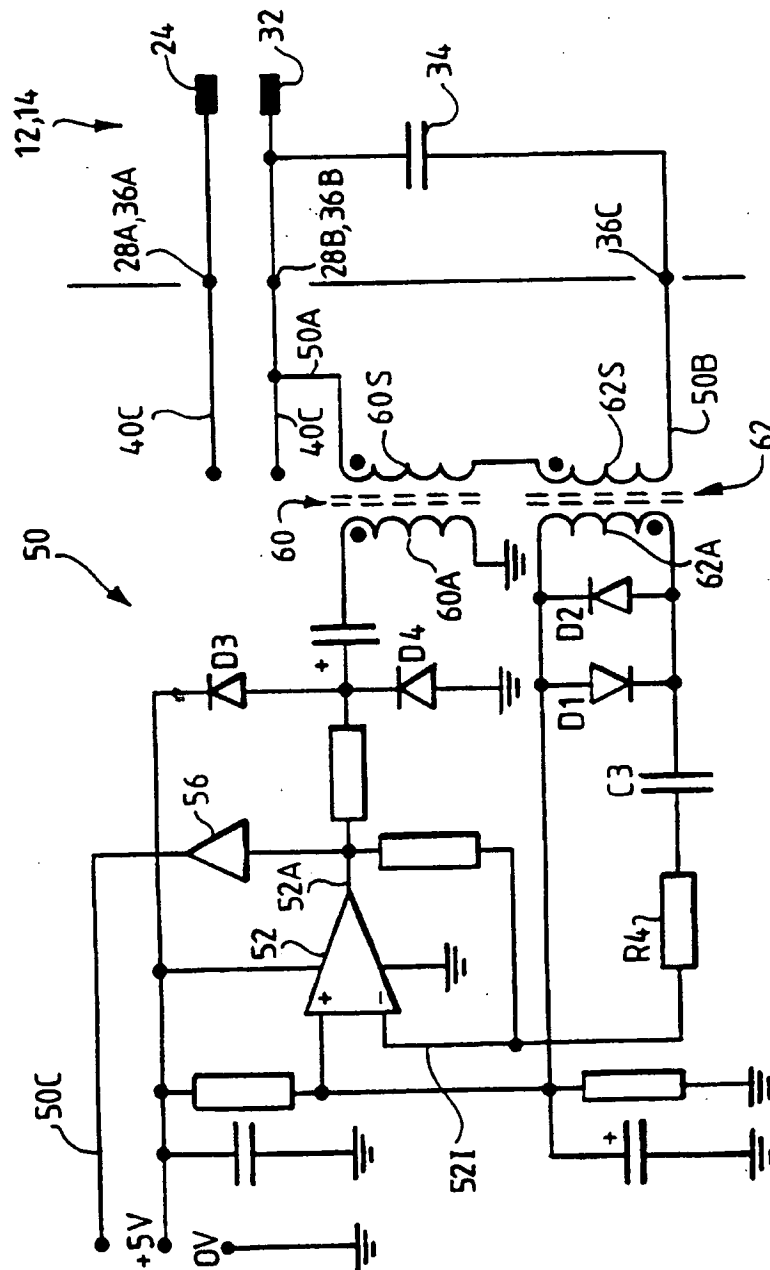 12,14
24
32
34
28A,36A
28B,36B
36C
40C
40C
50A
50B
60S
62S
60
62
60A
62A
50
D3
D4
D2
D1
56
52A
52
+
+
−
C3
R4
50C
52I
+
+5V
0V